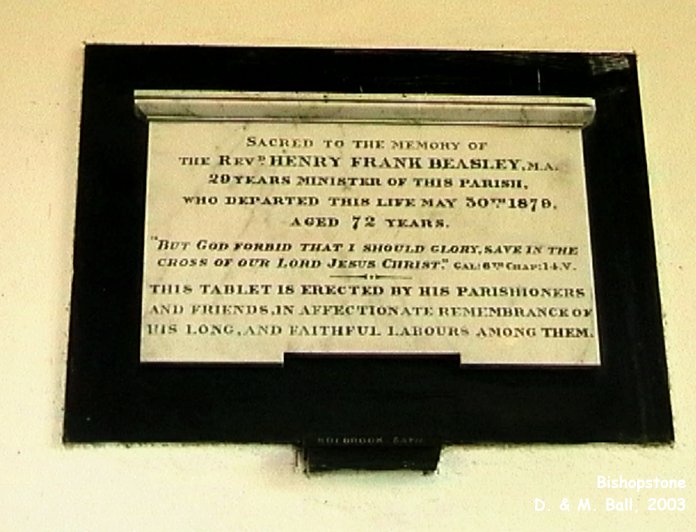 SACRED TO THE MEMORY OF
THE REVD. HENRY FRANK BEASLEY, M.A.
29 YEARS MINISTER OF THIS PARISH,
WHO DEPARTED THIS LIFE MAY 30TH 1879,
AGED 72 YEARS.
"BUT GOD FORBID THAT I SHOULD GLORY, SAVE IN THE
CROSS OF OUR LORD JESUS CHRIST." GAL: 6TH CHAP: 14.V.
THIS TABLET IS ERECTED BY HIS PARISHIONERS
AND FRIENDS, IN AFFECTIONATE REMEMBRANCE OF
HIS LONG, AND FAITHFUL LABOURS AMONG THEM.
Bishopstone
D. & M. Ball, 2003